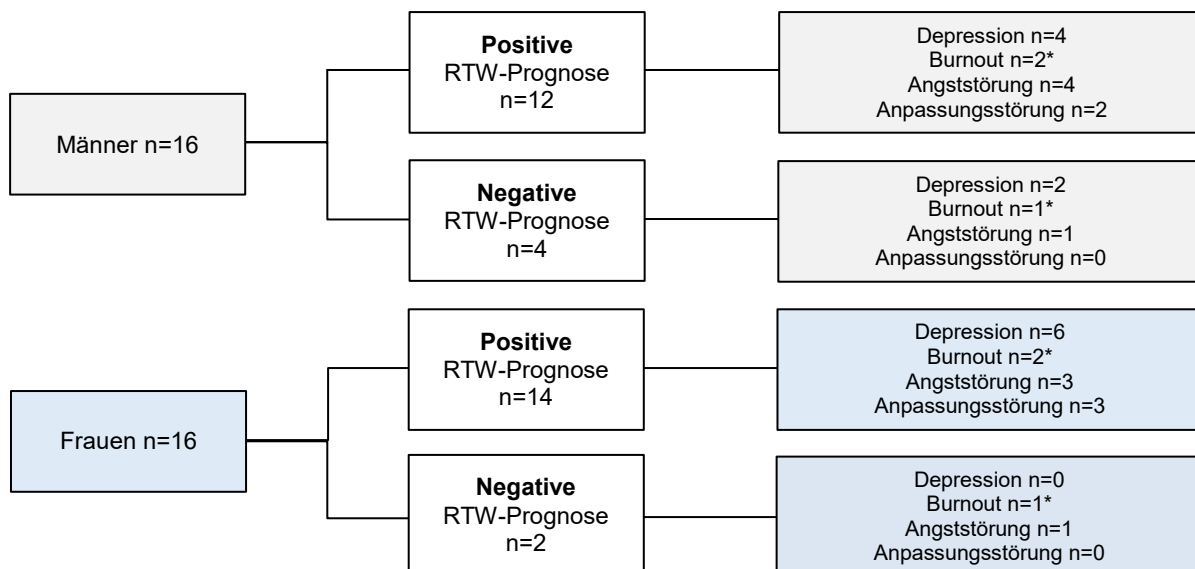 Männer n=16
Positive
RTW-Prognose
n=12
Depression n=4
Burnout n=2*
Angststörung n=4
Anpassungsstörung n=2
Negative
RTW-Prognose
n=4
Depression n=2
Burnout n=1*
Angststörung n=1
Anpassungsstörung n=0
Frauen n=16
Positive
RTW-Prognose
n=14
Depression n=6
Burnout n=2*
Angststörung n=3
Anpassungsstörung n=3
Negative
RTW-Prognose
n=2
Depression n=0
Burnout n=1*
Angststörung n=1
Anpassungsstörung n=0